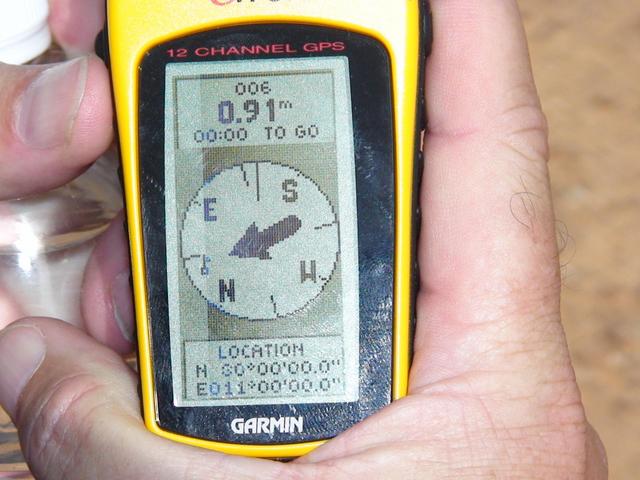 12 CHANNEL GPS
006
0.91m
00:00 TO GO
S
E
W
N
LOCATION
N 30°00'00.0"
E011°00'00.0"
GARMIN